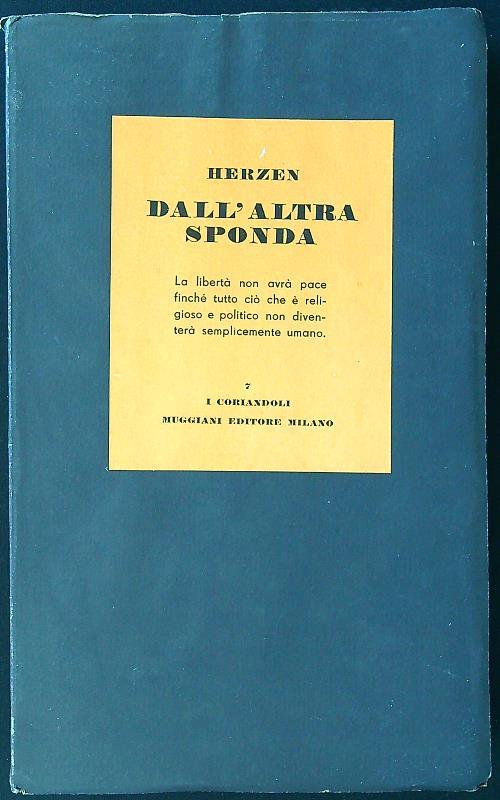 HERZEN
DALL'ALTRA
SPONDA
La libertà non avrà pace
finché tutto ciò che è reli-
gioso e politico non diven-
terà semplicemente umano.
7
I CORIANDOLI
MUGGIANI EDITORE MILANO